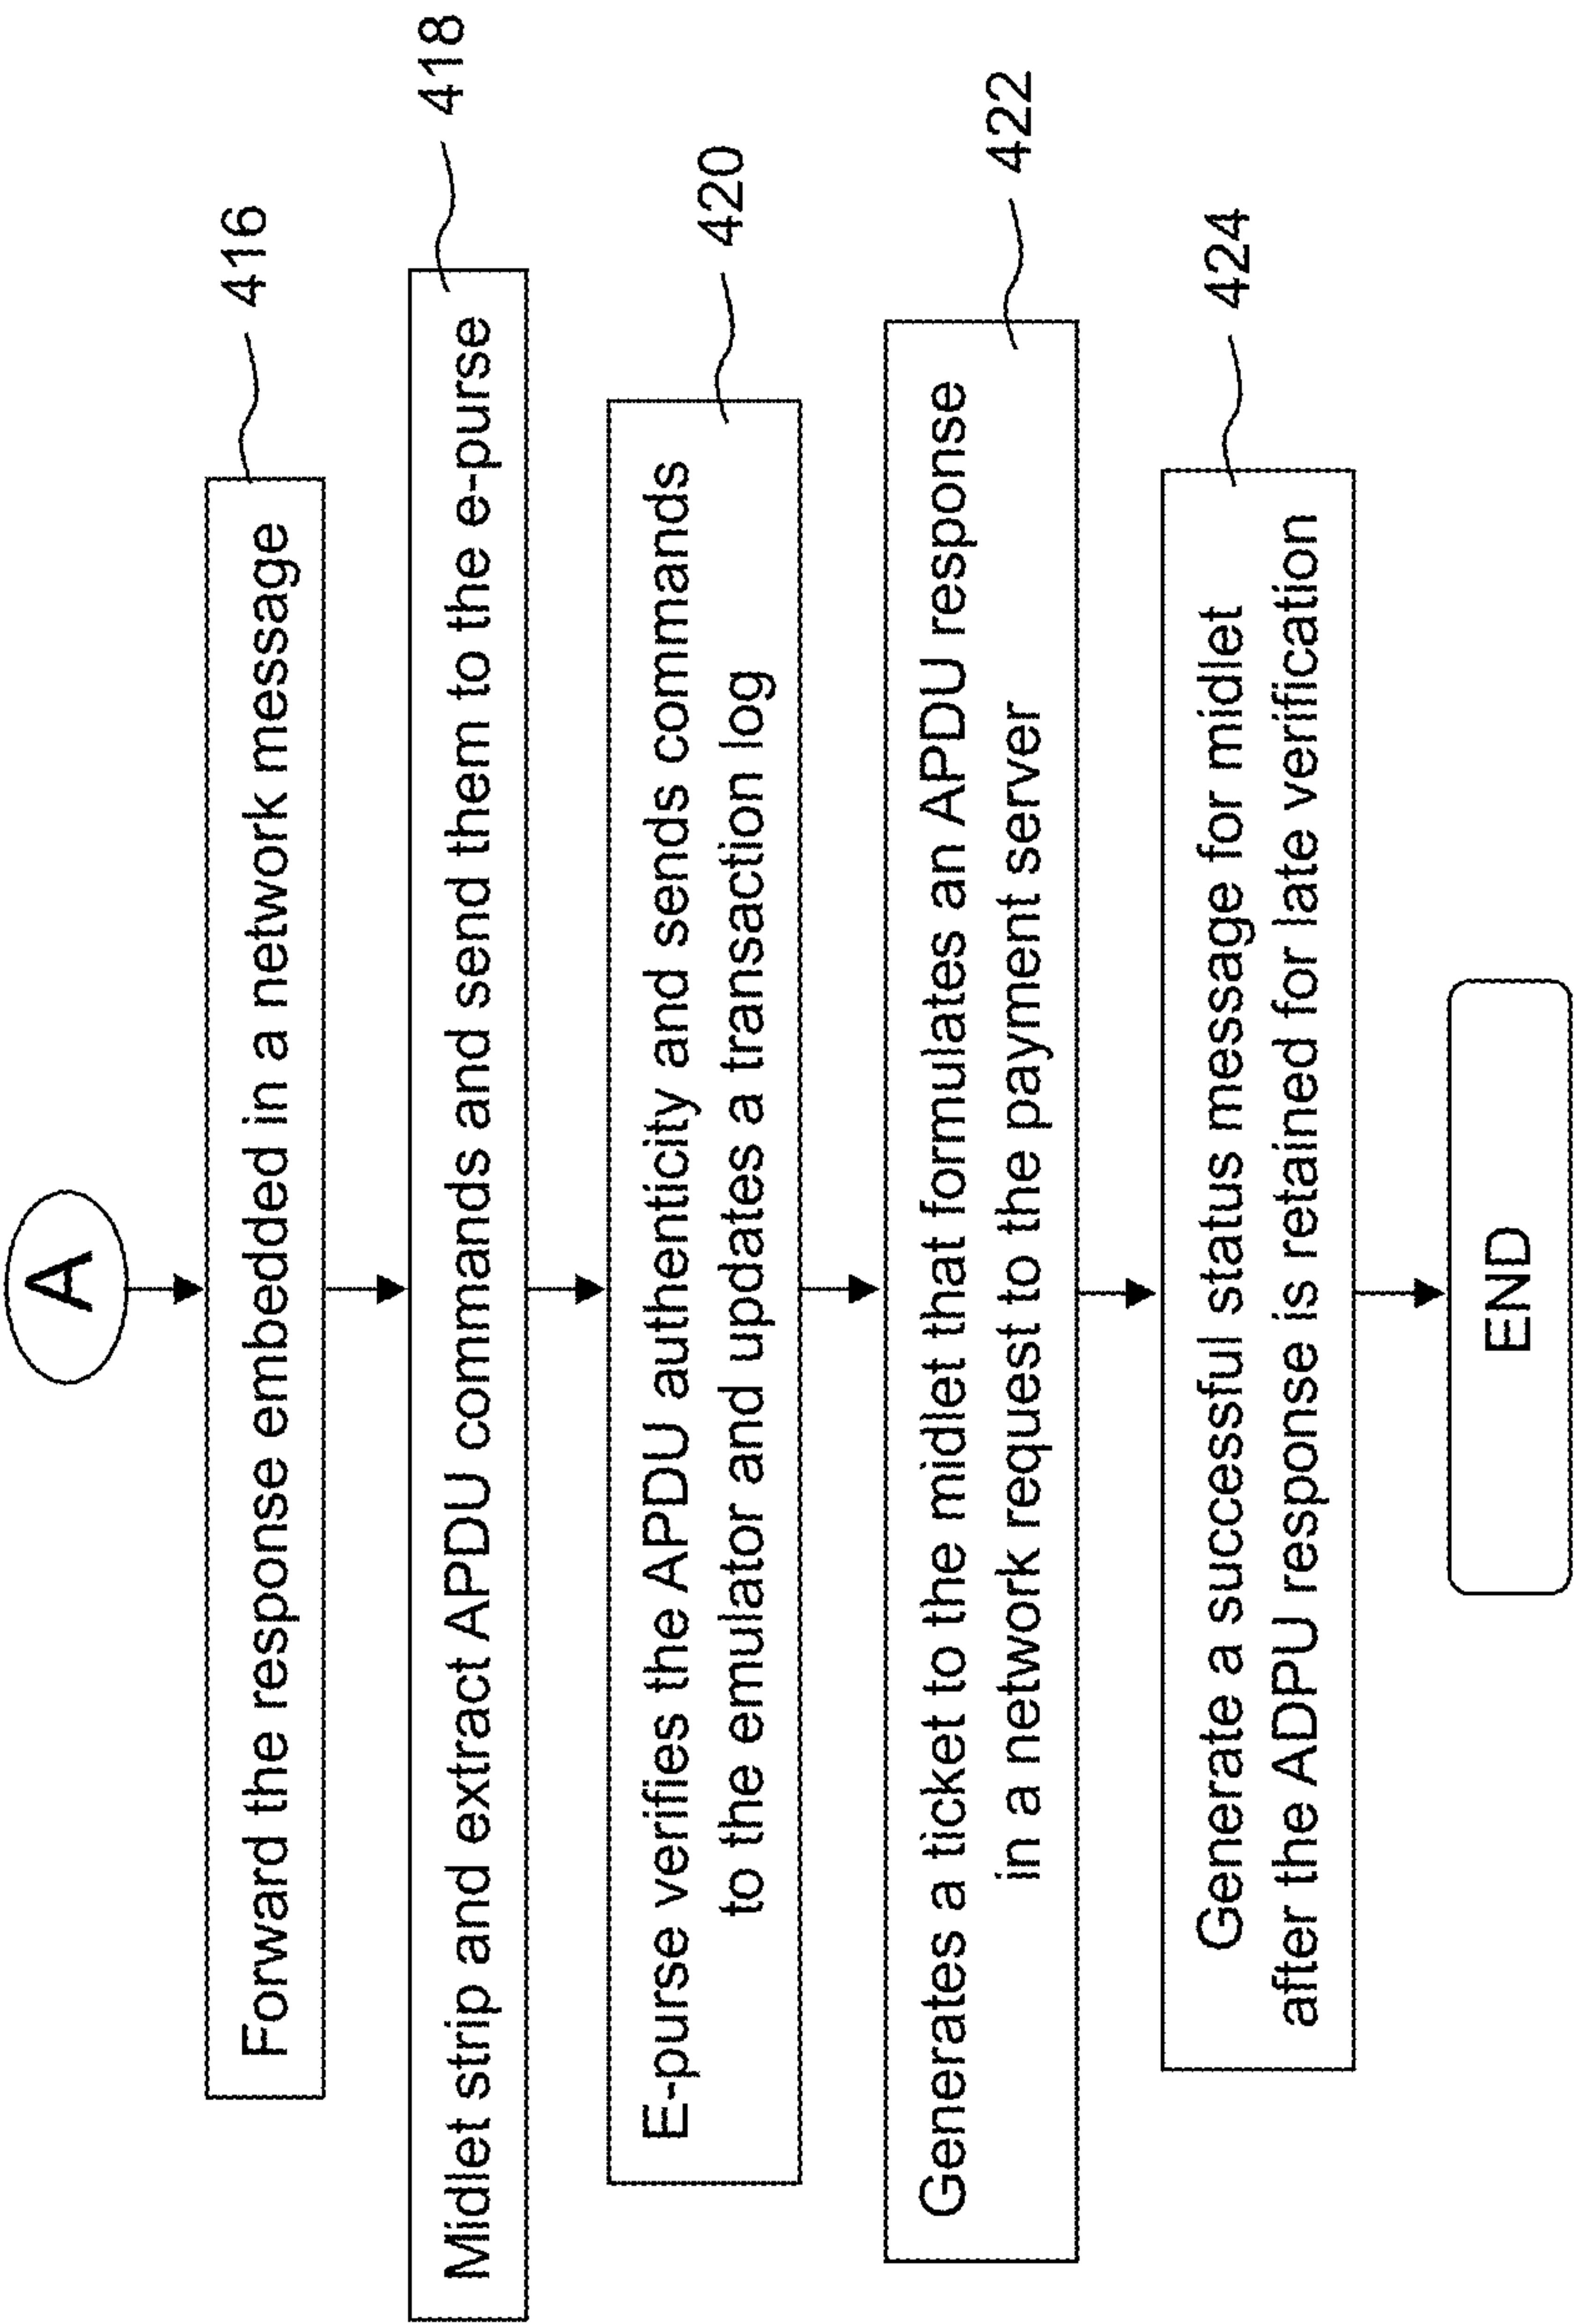 A
Forward the response embedded in a network message
416
Midlet strip and extract APDU commands and send them to the e-purse
418
E-purse verifies the APDU authenticity and sends commands
to the emulator and updates a transaction log
420
Generates a ticket to the midlet that formulates an APDU response
in a network request to the payment server
422
Generate a successful status message for midlet
after the ADPU response is retained for late verification
424
END